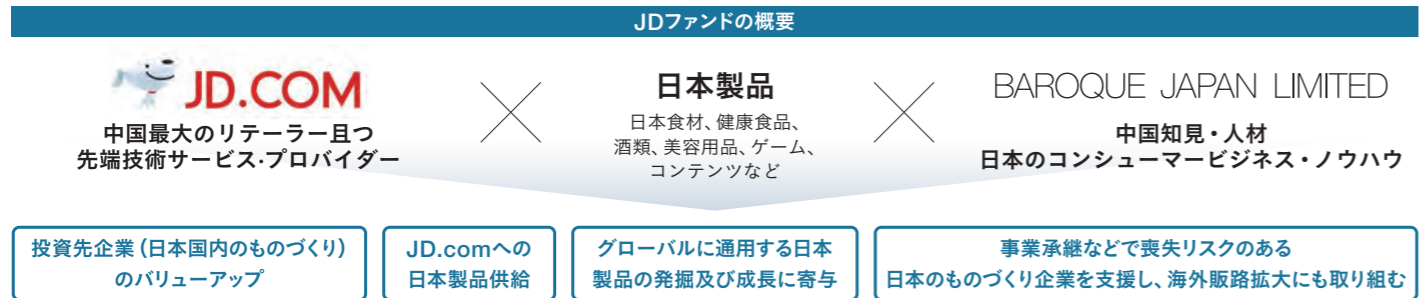 JDファンドの概要
JD.COM
中国最大のリテーラー且つ
先端技術サービス·プロバイダー
日本製品
日本食材、健康食品、
酒類、美容用品、ゲーム、
コンテンツなど
BAROQUE JAPAN LIMITED
中国知見・人材
日本のコンシューマービジネス・ノウハウ
投資先企業（日本国内のものづくり）
のバリューアップ
JD.comへの
日本製品供給
グローバルに通用する日本
製品の発掘及び成長に寄与
事業承継などで喪失リスクのある
日本のものづくり企業を支援し、海外販路拡大にも取り組む